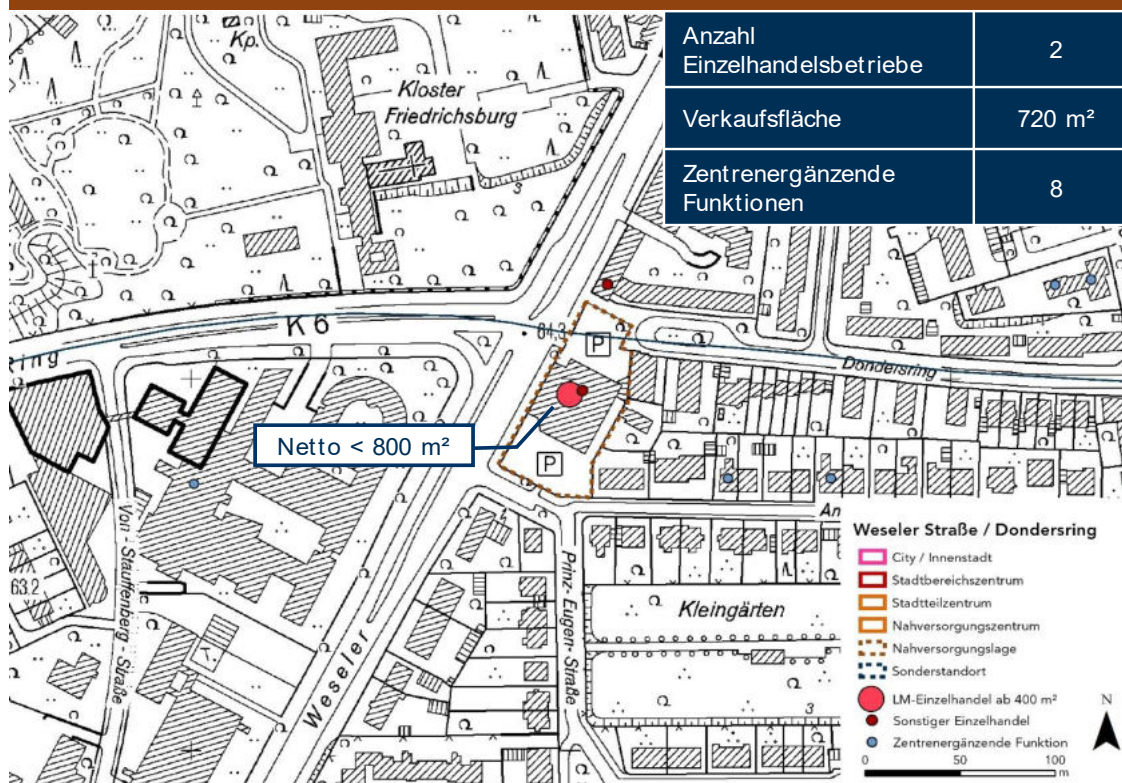 Anzahl
Einzelhandelsbetriebe
2
Verkaufsfläche
720 m²
Zentrenergänzende
Funktionen
8
Kp.
Kloster
Friedrichsburg
K 6
ring
84,3
P
Dondersring
Netto < 800 m²
P
Von - Stauffenberg - Straße
63.2
Weseler
Prinz- Eugen- Straße
Kleingärten
An
Weseler Straße / Dondersring
City / Innenstadt
Stadtbereichszentrum
Stadtteilzentrum
Nahversorgungszentrum
Nahversorgungslage
Sonderstandort
LM-Einzelhandel ab 400 m²
Sonstiger Einzelhandel
Zentrenergänzende Funktion
N
0 50 100
m